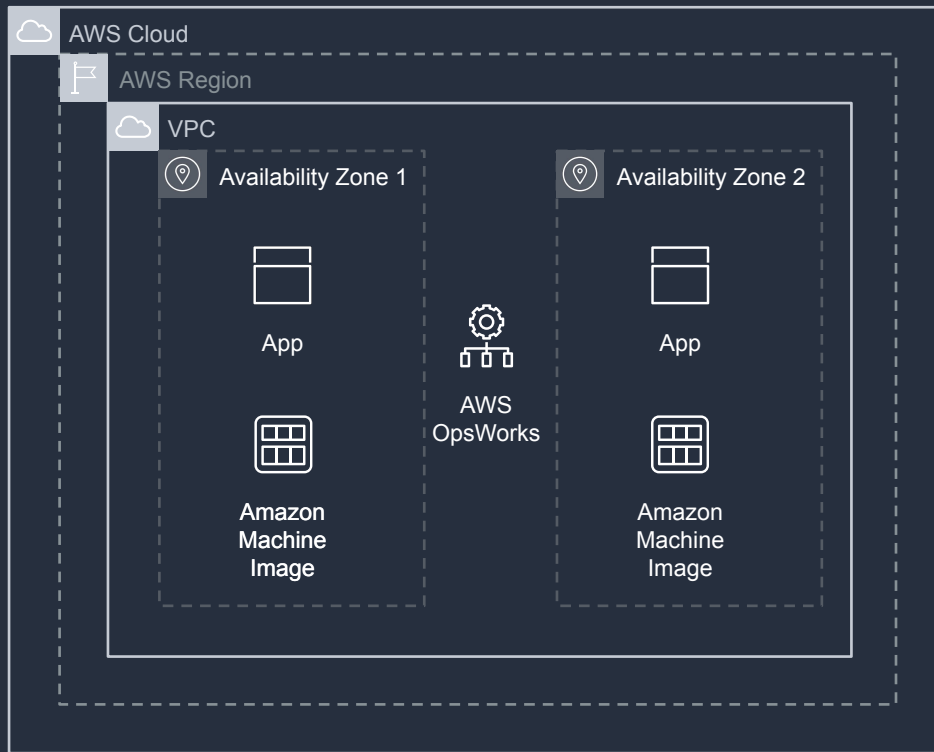 AWS Cloud
AWS Region
VPC
Availability Zone 1
Availability Zone 2
App
App
AWS
OpsWorks
Amazon
Machine
Image
Amazon
Machine
Image